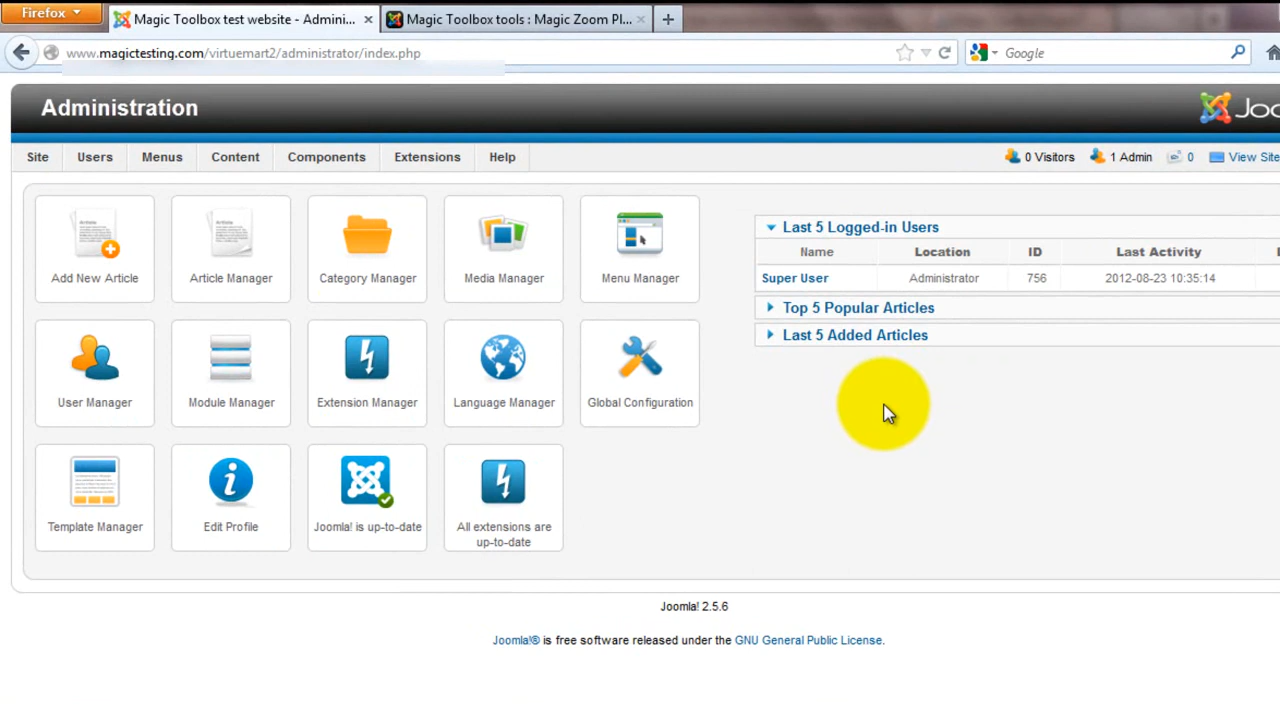 Firefox
Magic Toolbox test website - Admini...
Magic Toolbox tools : Magic Zoom Pl...
www.magictesting.com/virtuemart2/administrator/index.php
Google
Administration
Site Users Menus Content Components Extensions Help
0 Visitors 1 Admin 0 View Site
Add New Article
Article Manager
Category Manager
Media Manager
Menu Manager
Last 5 Logged-in Users
Name Location ID Last Activity
Super User Administrator 756 2012-08-23 10:35:14
Top 5 Popular Articles
Last 5 Added Articles
User Manager
Module Manager
Extension Manager
Language Manager
Global Configuration
Template Manager
Edit Profile
Joomla! is up-to-date
All extensions are
up-to-date
Joomla! 2.5.6
Joomla!® is free software released under the GNU General Public License.